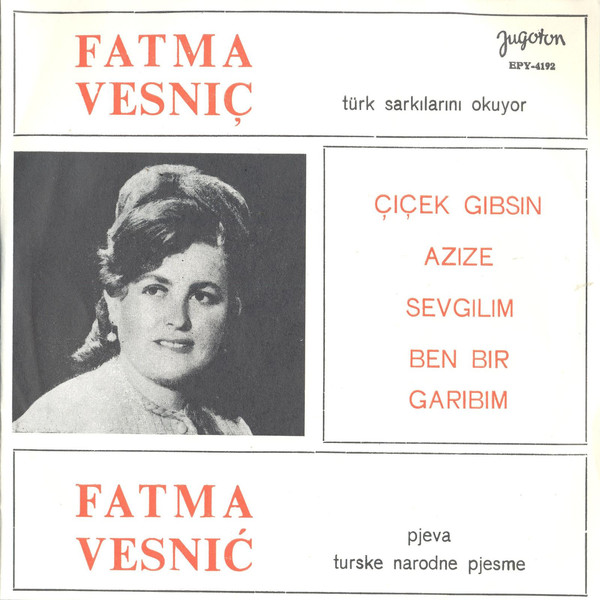 FATMA
VESNIÇ
türk sarkılarını okuyor
Jugoton
EPY-4192
ÇIÇEK GIBSIN
AZIZE
SEVGILIM
BEN BIR
GARIBIM
FATMA
VESNIĆ
pjeva
turske narodne pjesme